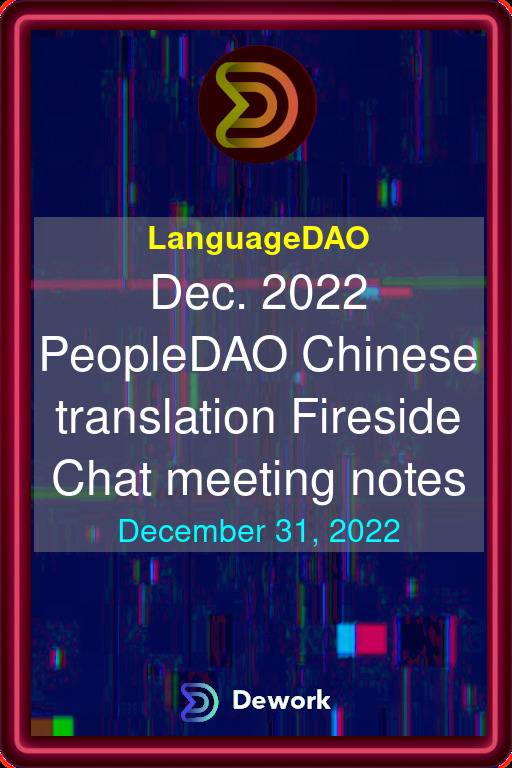 LanguageDAO
Dec. 2022
PeopleDAO Chinese
translation Fireside
Chat meeting notes
December 31, 2022
Dework